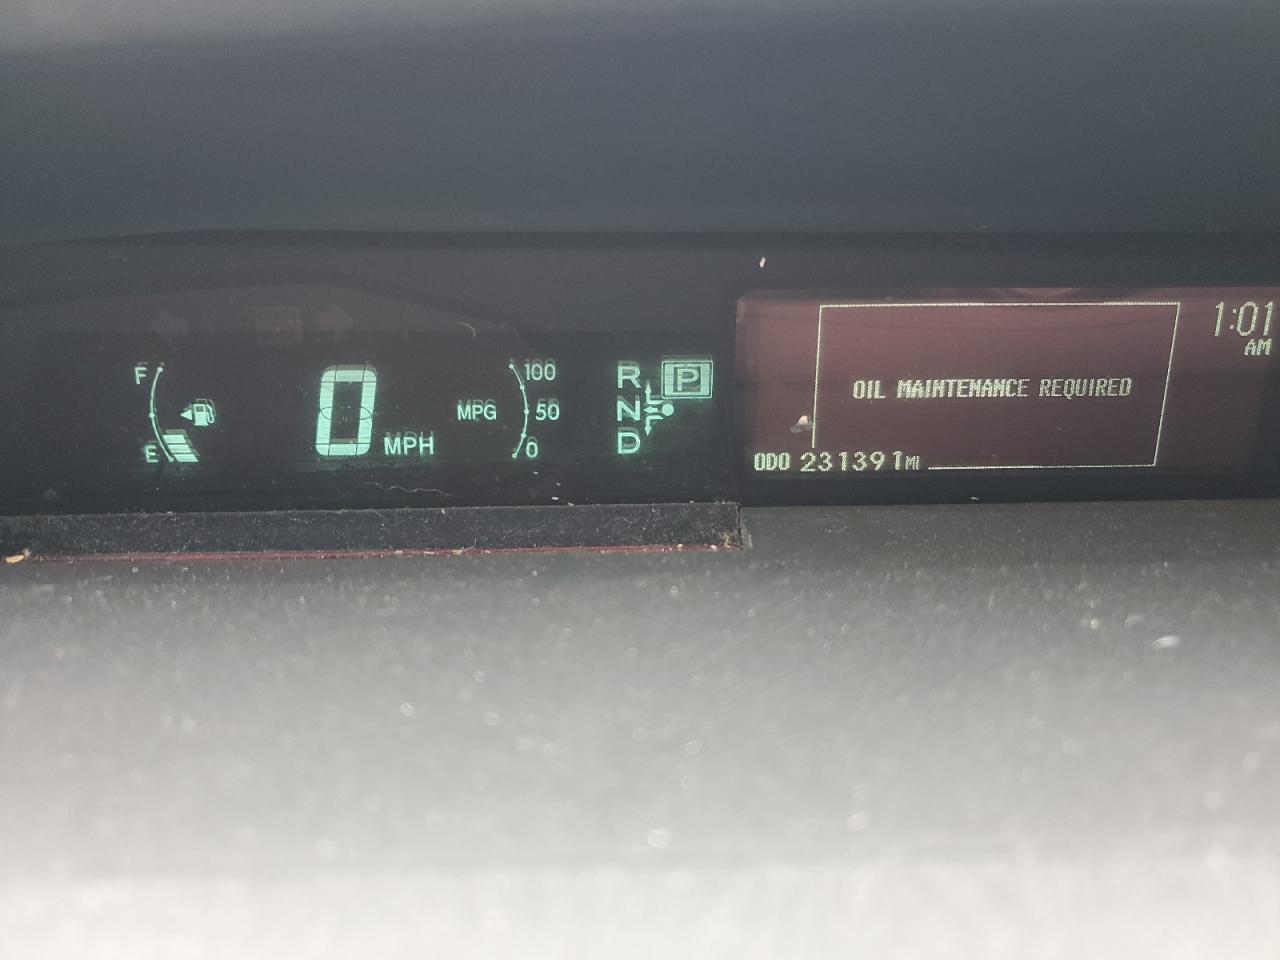 F
E
0 MPH
MPG
100
50
0
R
N
D
P
OIL MAINTENANCE REQUIRED
ODO 231391MI
1:01
AM